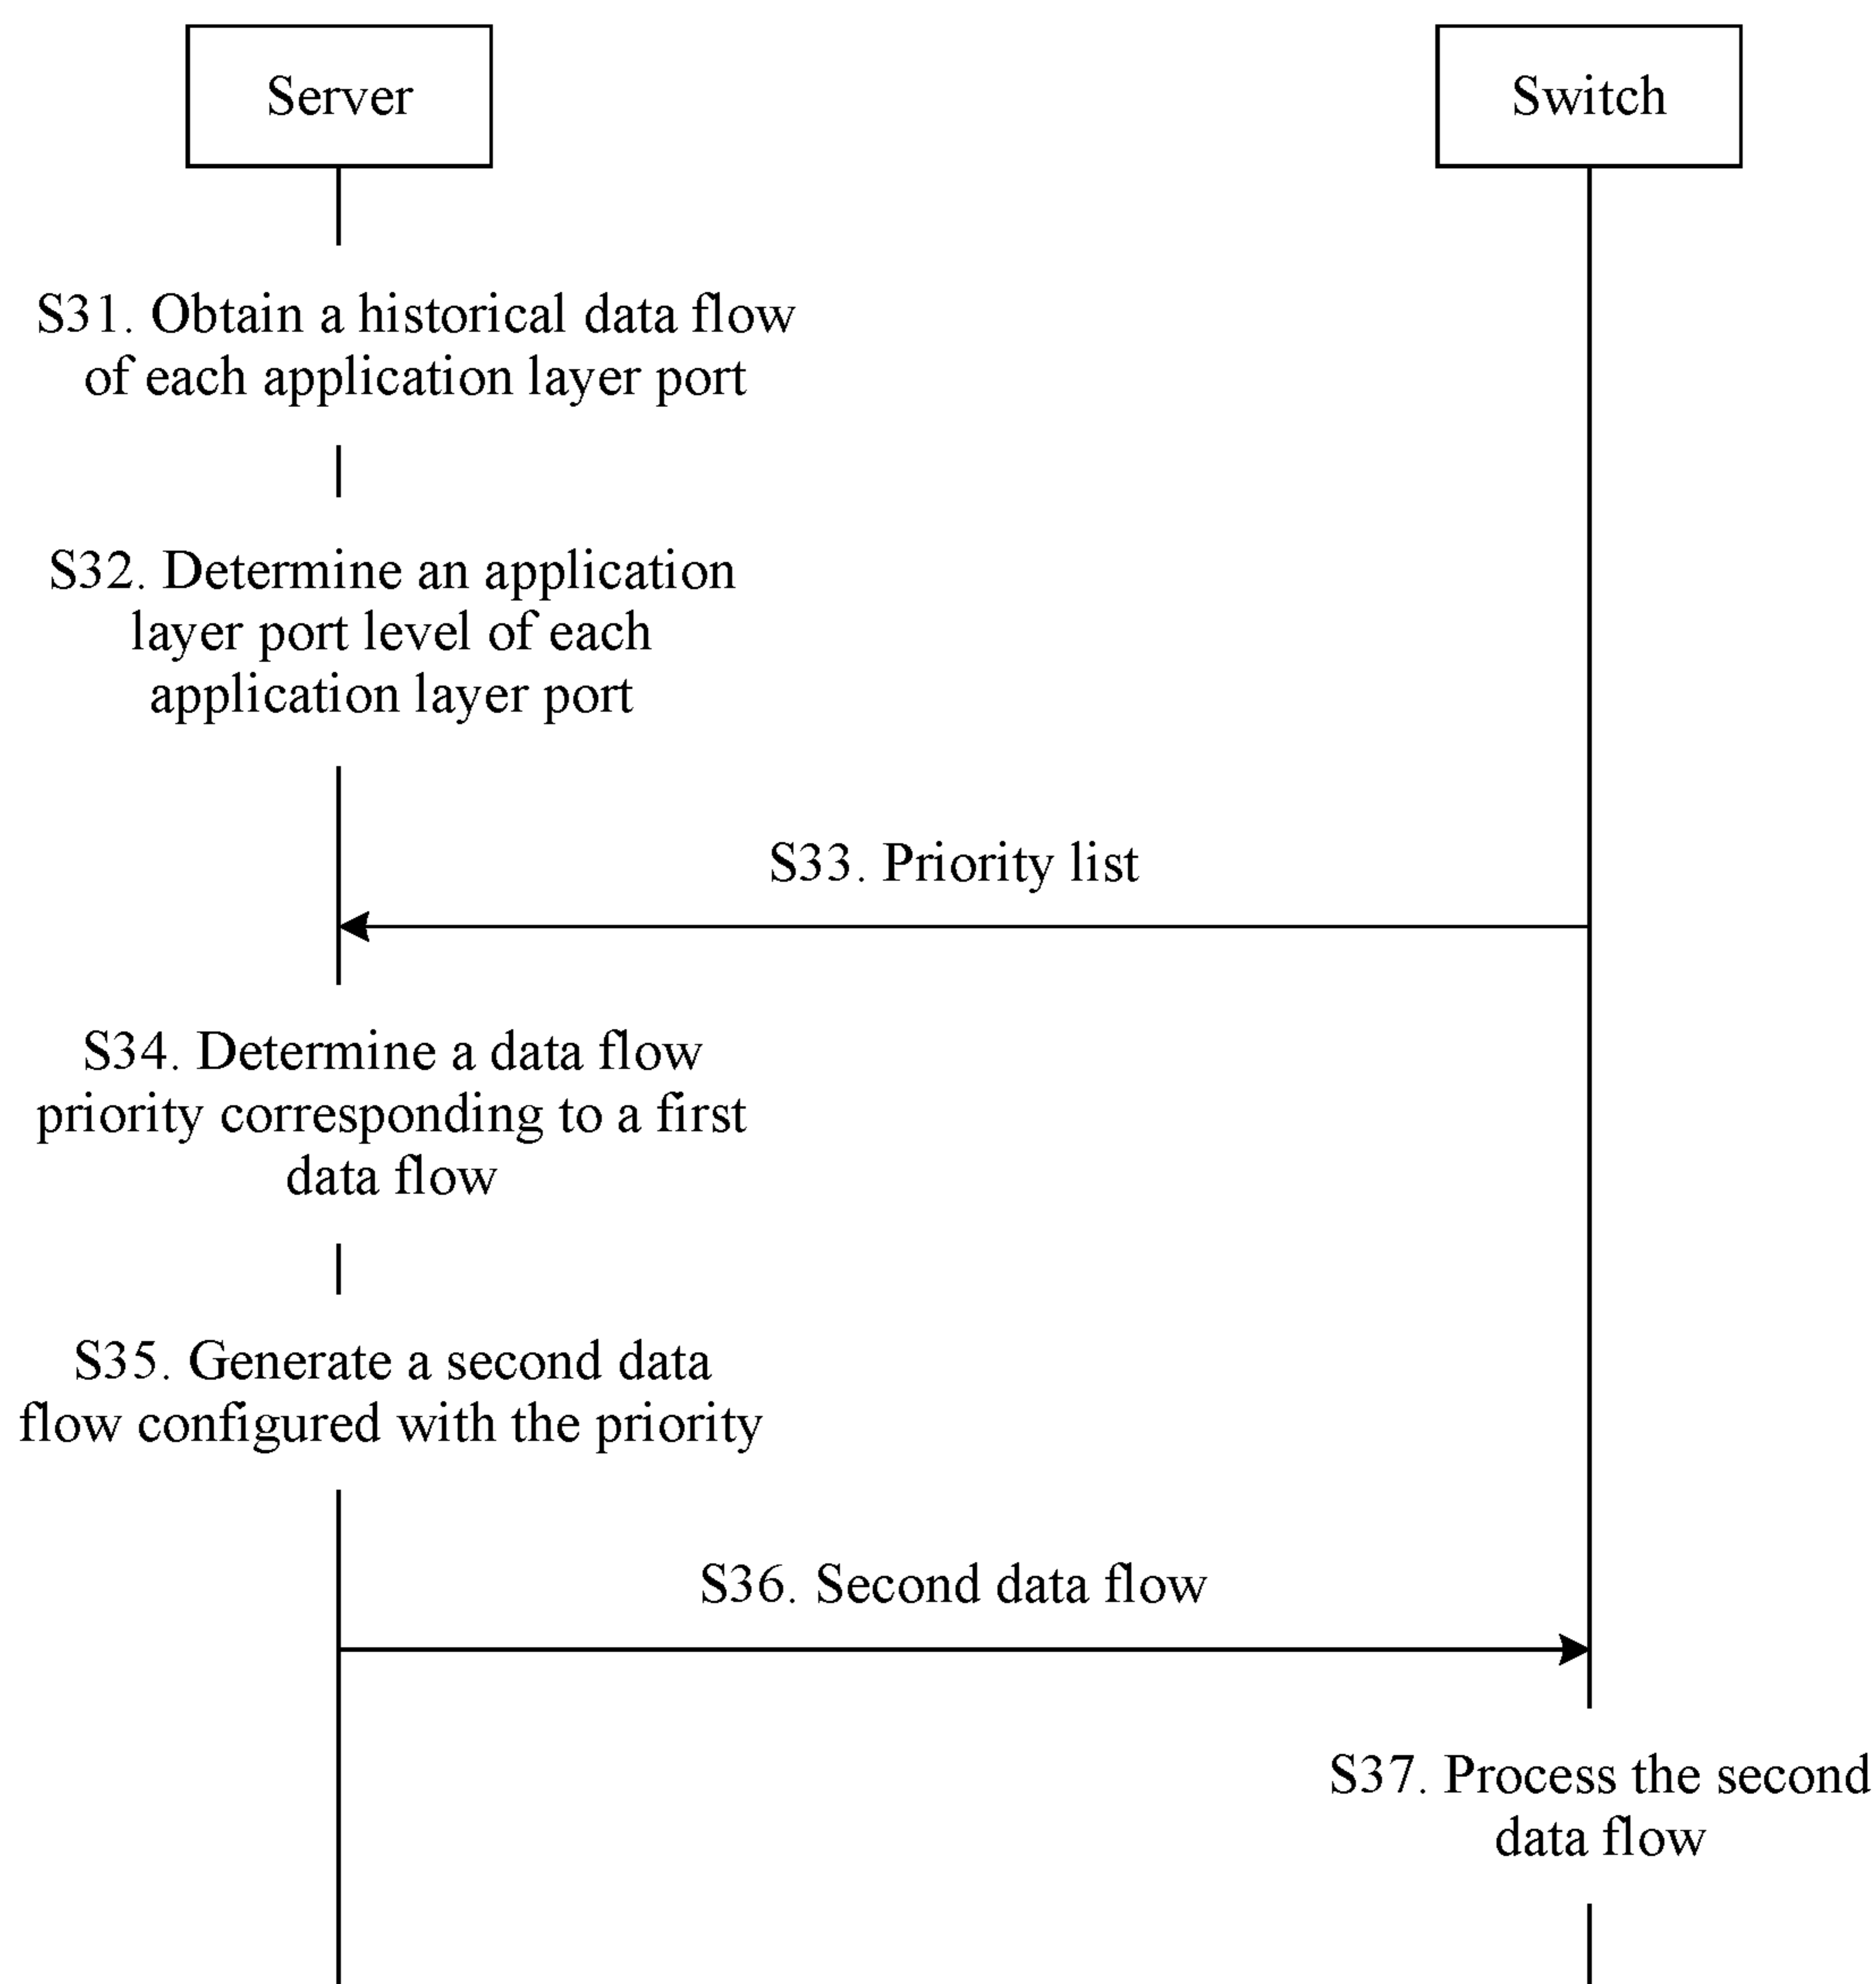 Server
Switch
S31. Obtain a historical data flow
of each application layer port
S32. Determine an application
layer port level of each
application layer port
S33. Priority list
S34. Determine a data flow
priority corresponding to a first
data flow
S35. Generate a second data
flow configured with the priority
S36. Second data flow
S37. Process the second
data flow